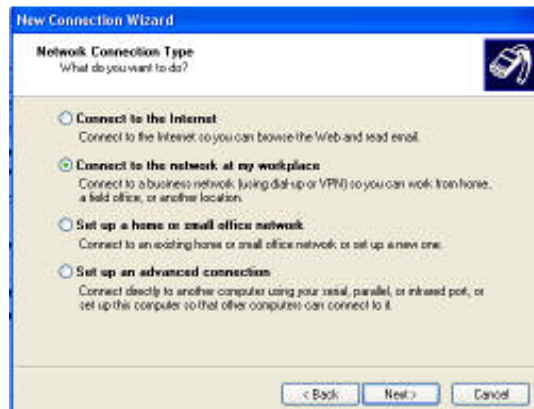 New Connection Wizard
Network Connection Type
What do you want to do?
Connect to the Internet
Connect to the Internet so you can browse the Web and read email.
Connect to the network at my workplace
Connect to a business network (using dial-up or VPN) so you can work from home,
a field office, or another location.
Set up a home or small office network
Connect to an existing home or small office network or set up a new one.
Set up an advanced connection
Connect directly to another computer using your serial, parallel, or infrared port, or
set up this computer so that other computers can connect to it.
< Back
Next >
Cancel